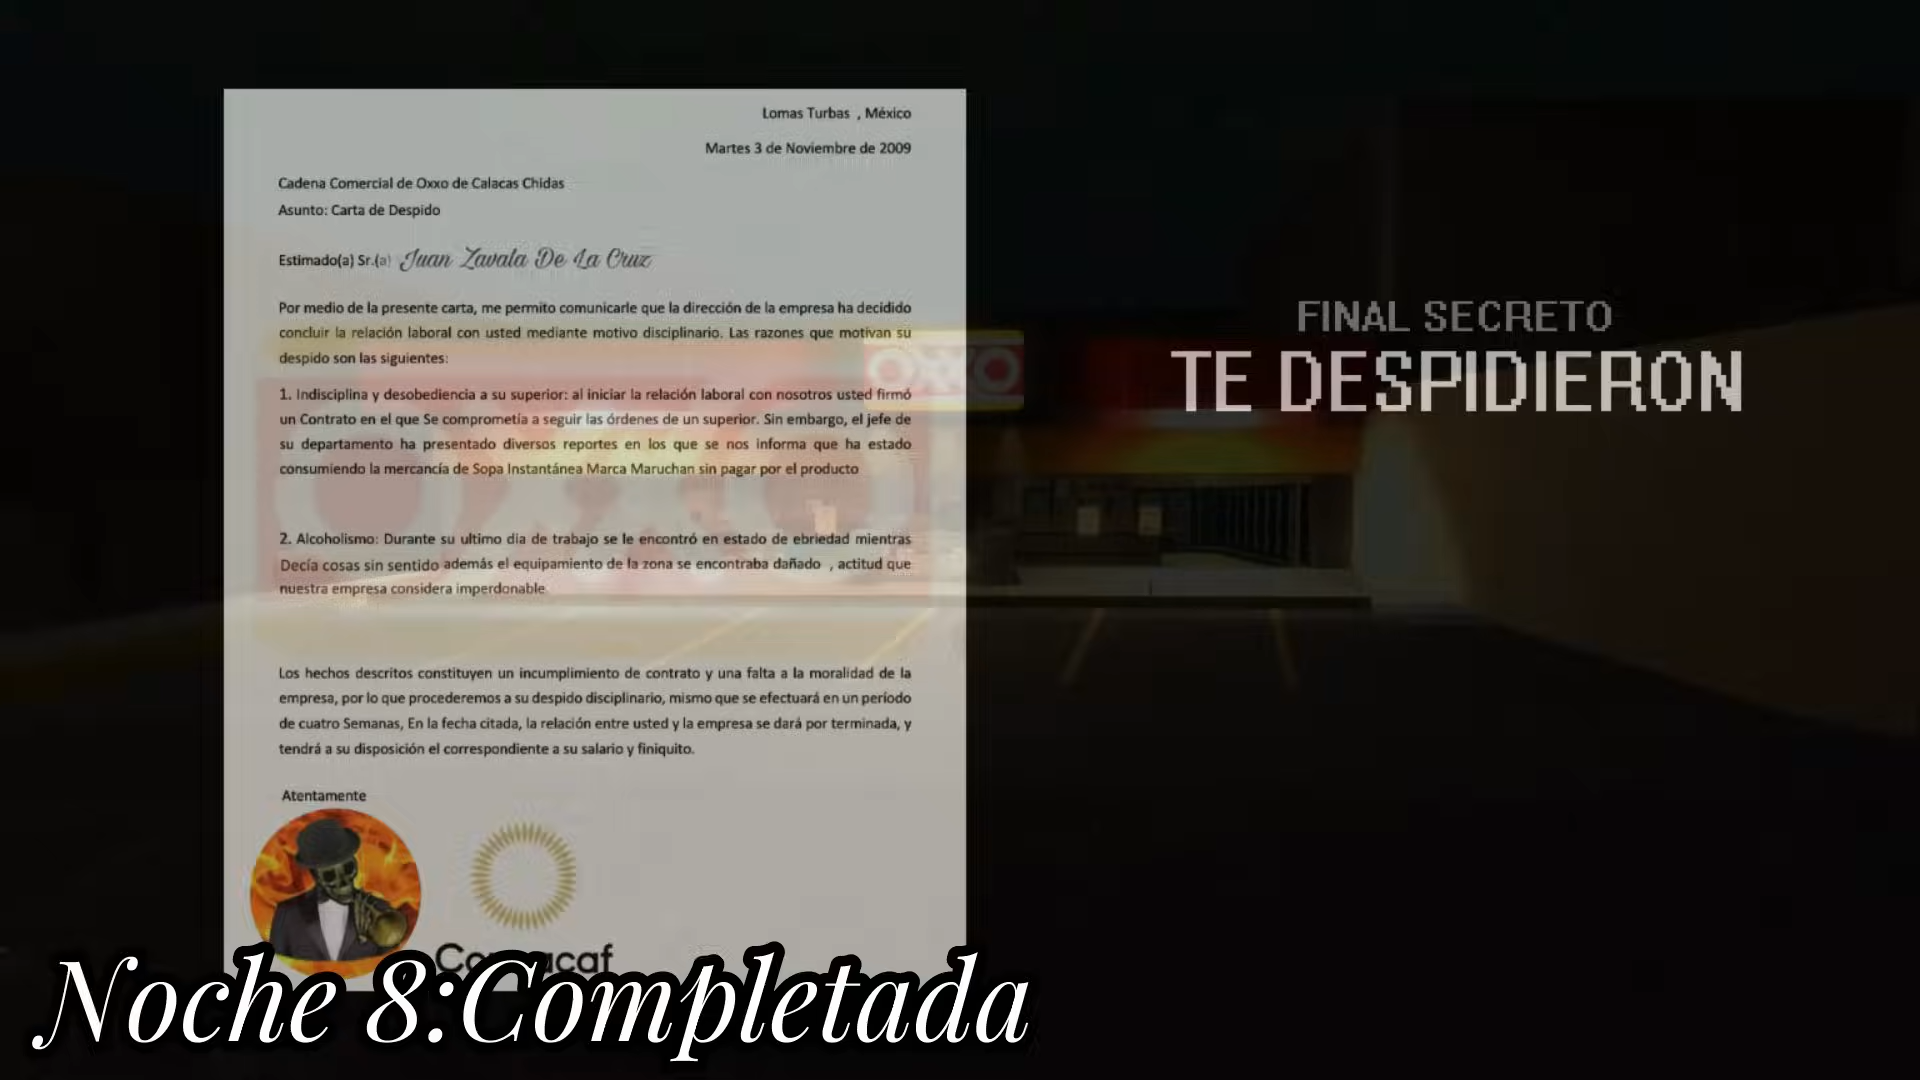 Lomas Turbas , México
Martes 3 de Noviembre de 2009
Cadena Comercial de Oxxo de Calacas Chidas
Asunto: Carta de Despido
Estimado(a) Sr.(a) Juan Zavala De La Cruz
Por medio de la presente carta, me permito comunicarle que la dirección de la empresa ha decidido
concluir la relación laboral con usted mediante motivo disciplinario. Las razones que motivan su
despido son las siguientes:
1. Indisciplina y desobediencia a su superior: al iniciar la relación laboral con nosotros usted firmó
un Contrato en el que Se comprometía a seguir las órdenes de un superior. Sin embargo, el jefe de
su departamento ha presentado diversos reportes en los que se nos informa que ha estado
consumiendo la mercancía de Sopa Instantánea Marca Maruchan sin pagar por el producto
2. Alcoholismo: Durante su ultimo dia de trabajo se le encontró en estado de ebriedad mientras
Decía cosas sin sentido además el equipamiento de la zona se encontraba dañado , actitud que
nuestra empresa considera imperdonable
Los hechos descritos constituyen un incumplimiento de contrato y una falta a la moralidad de la
empresa, por lo que procederemos a su despido disciplinario, mismo que se efectuará en un período
de cuatro Semanas, En la fecha citada, la relación entre usted y la empresa se dará por terminada, y
tendrá a su disposición el correspondiente a su salario y finiquito.
Atentamente
OXXO
OXXO
FINAL SECRETO
TE DESPIDIERON
Noche 8:Completada